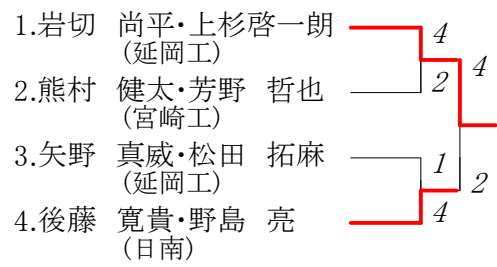 1.岩切　尚平・上杉啓一朗
(延岡工)
2.熊村　健太・芳野　哲也
(宮崎工)
3.矢野　真威・松田　拓麻
(延岡工)
4.後藤　寛貴・野島　亮
(日南)
4
2
4
1
4
2